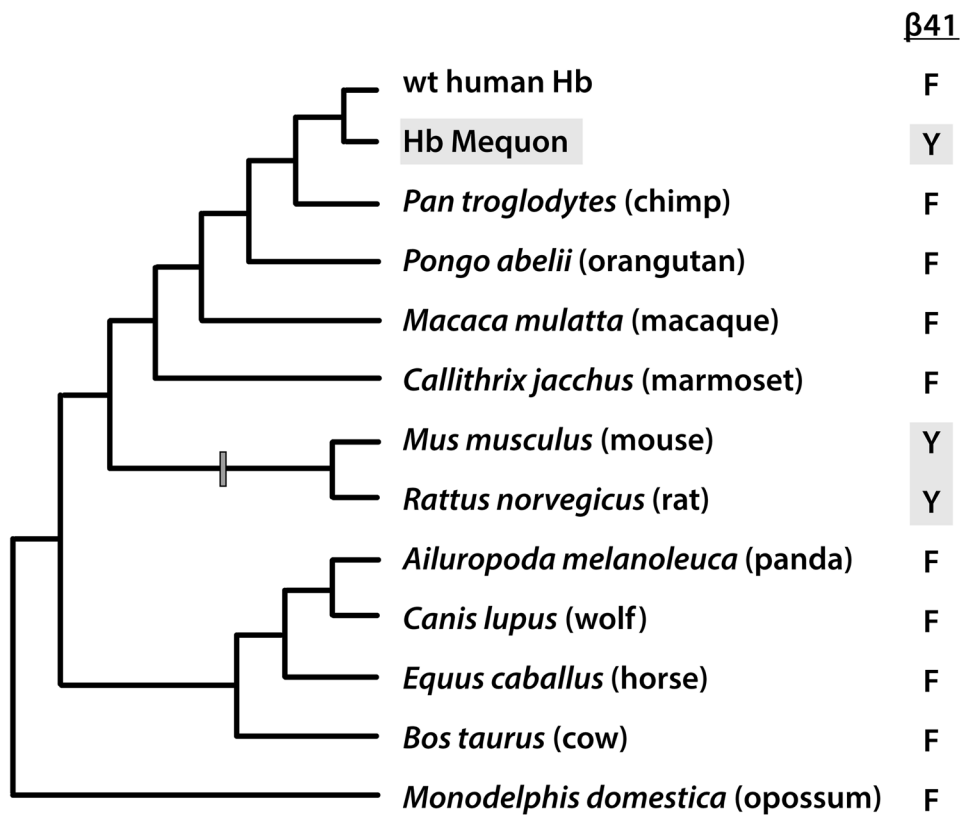 β41
wt human Hb F
Hb Mequon Y
Pan troglodytes (chimp) F
Pongo abelii (orangutan) F
Macaca mulatta (macaque) F
Callithrix jacchus (marmoset) F
Mus musculus (mouse) Y
Rattus norvegicus (rat) Y
Ailuropoda melanoleuca (panda) F
Canis lupus (wolf) F
Equus caballus (horse) F
Bos taurus (cow) F
Monodelphis domestica (opossum) F